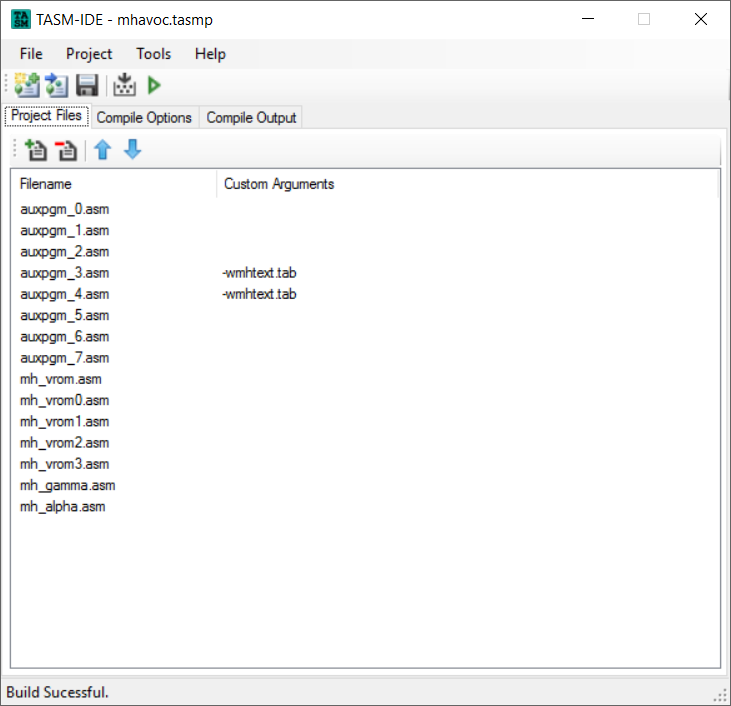 TASM-IDE - mhavoc.tasmp
File Project Tools Help
Project Files Compile Options Compile Output
Filename Custom Arguments
auxpgm_0.asm
auxpgm_1.asm
auxpgm_2.asm
auxpgm_3.asm -wmhtext.tab
auxpgm_4.asm -wmhtext.tab
auxpgm_5.asm
auxpgm_6.asm
auxpgm_7.asm
mh_vrom.asm
mh_vrom0.asm
mh_vrom1.asm
mh_vrom2.asm
mh_vrom3.asm
mh_gamma.asm
mh_alpha.asm
Build Sucessful.